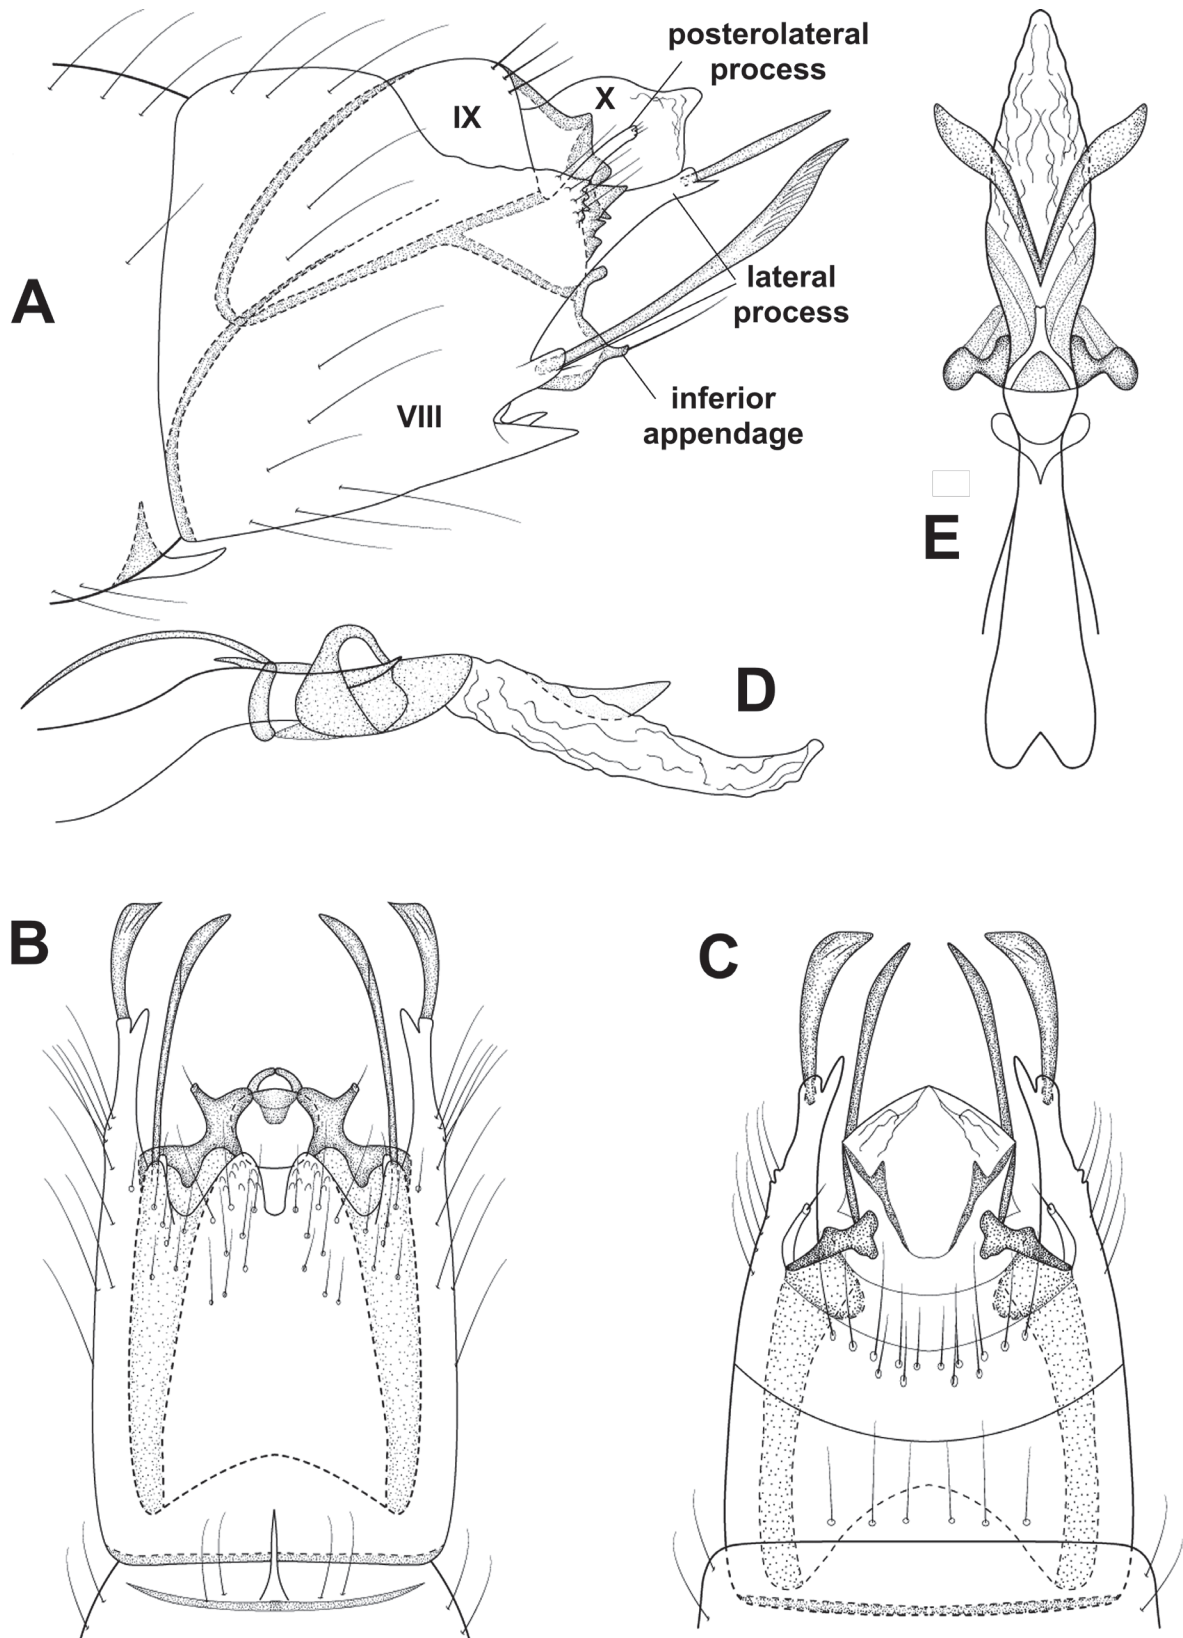 posterolateral
process
IX
X
A
lateral
process
VIII
inferior
appendage
E
D
B
C